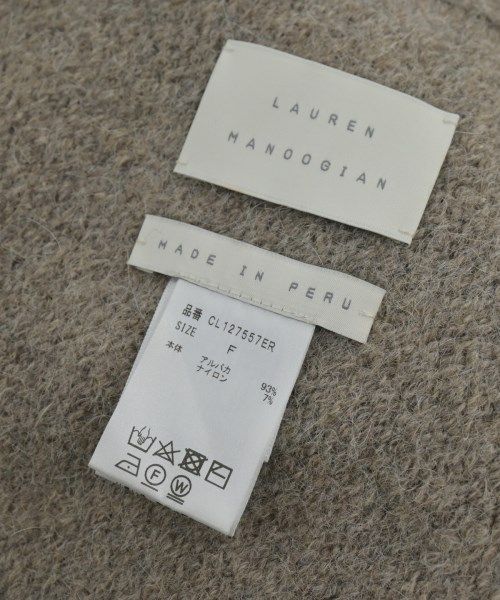 LAUREN
MANOOGIAN
MADE IN PERU
品番 CL127557ER
SIZE F
本体 アルパカ 93%
ナイロン 7%
F W